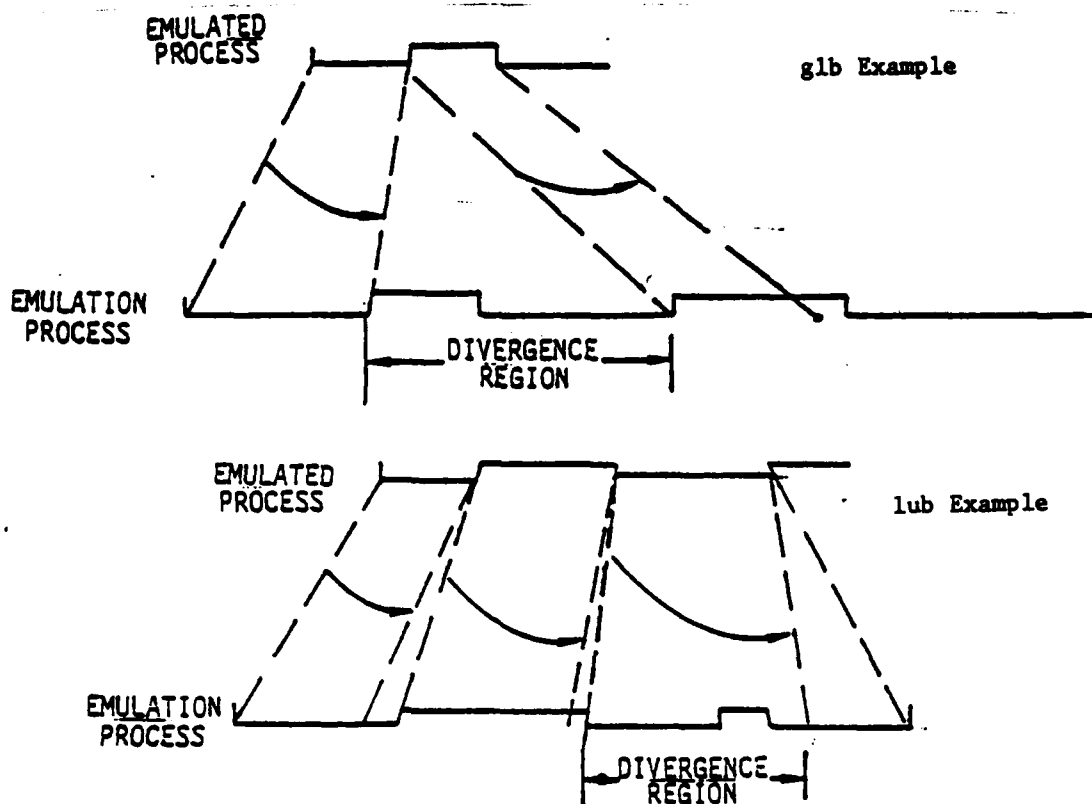 EMULATED
PROCESS
glb Example
EMULATION
PROCESS
DIVERGENCE
REGION
EMULATED
PROCESS
lub Example
EMULATION
PROCESS
DIVERGENCE
REGION